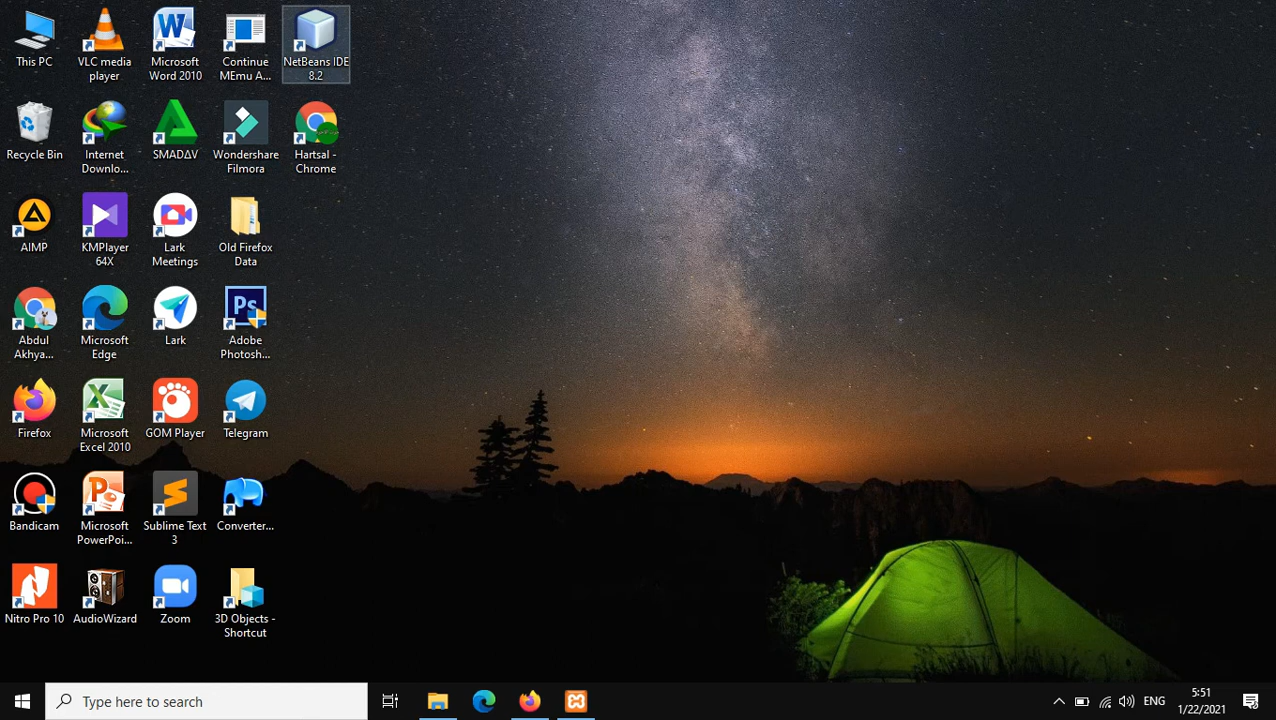 This PC
VLC media
player
Microsoft
Word 2010
Continue
MEmu A...
NetBeans IDE
8.2
Recycle Bin
Internet
Downlo...
SMADΔV
Wondershare
Filmora
Hartsal -
Chrome
AIMP
KMPlayer
64X
Lark
Meetings
Old Firefox
Data
Abdul
Akhya...
Microsoft
Edge
Lark
Ps
Adobe
Photosh...
Firefox
Microsoft
Excel 2010
GOM Player
Telegram
Bandicam
Microsoft
PowerPoi...
Sublime Text
3
Converter...
Nitro Pro 10
AudioWizard
Zoom
3D Objects -
Shortcut
Type here to search
ENG
5:51
1/22/2021